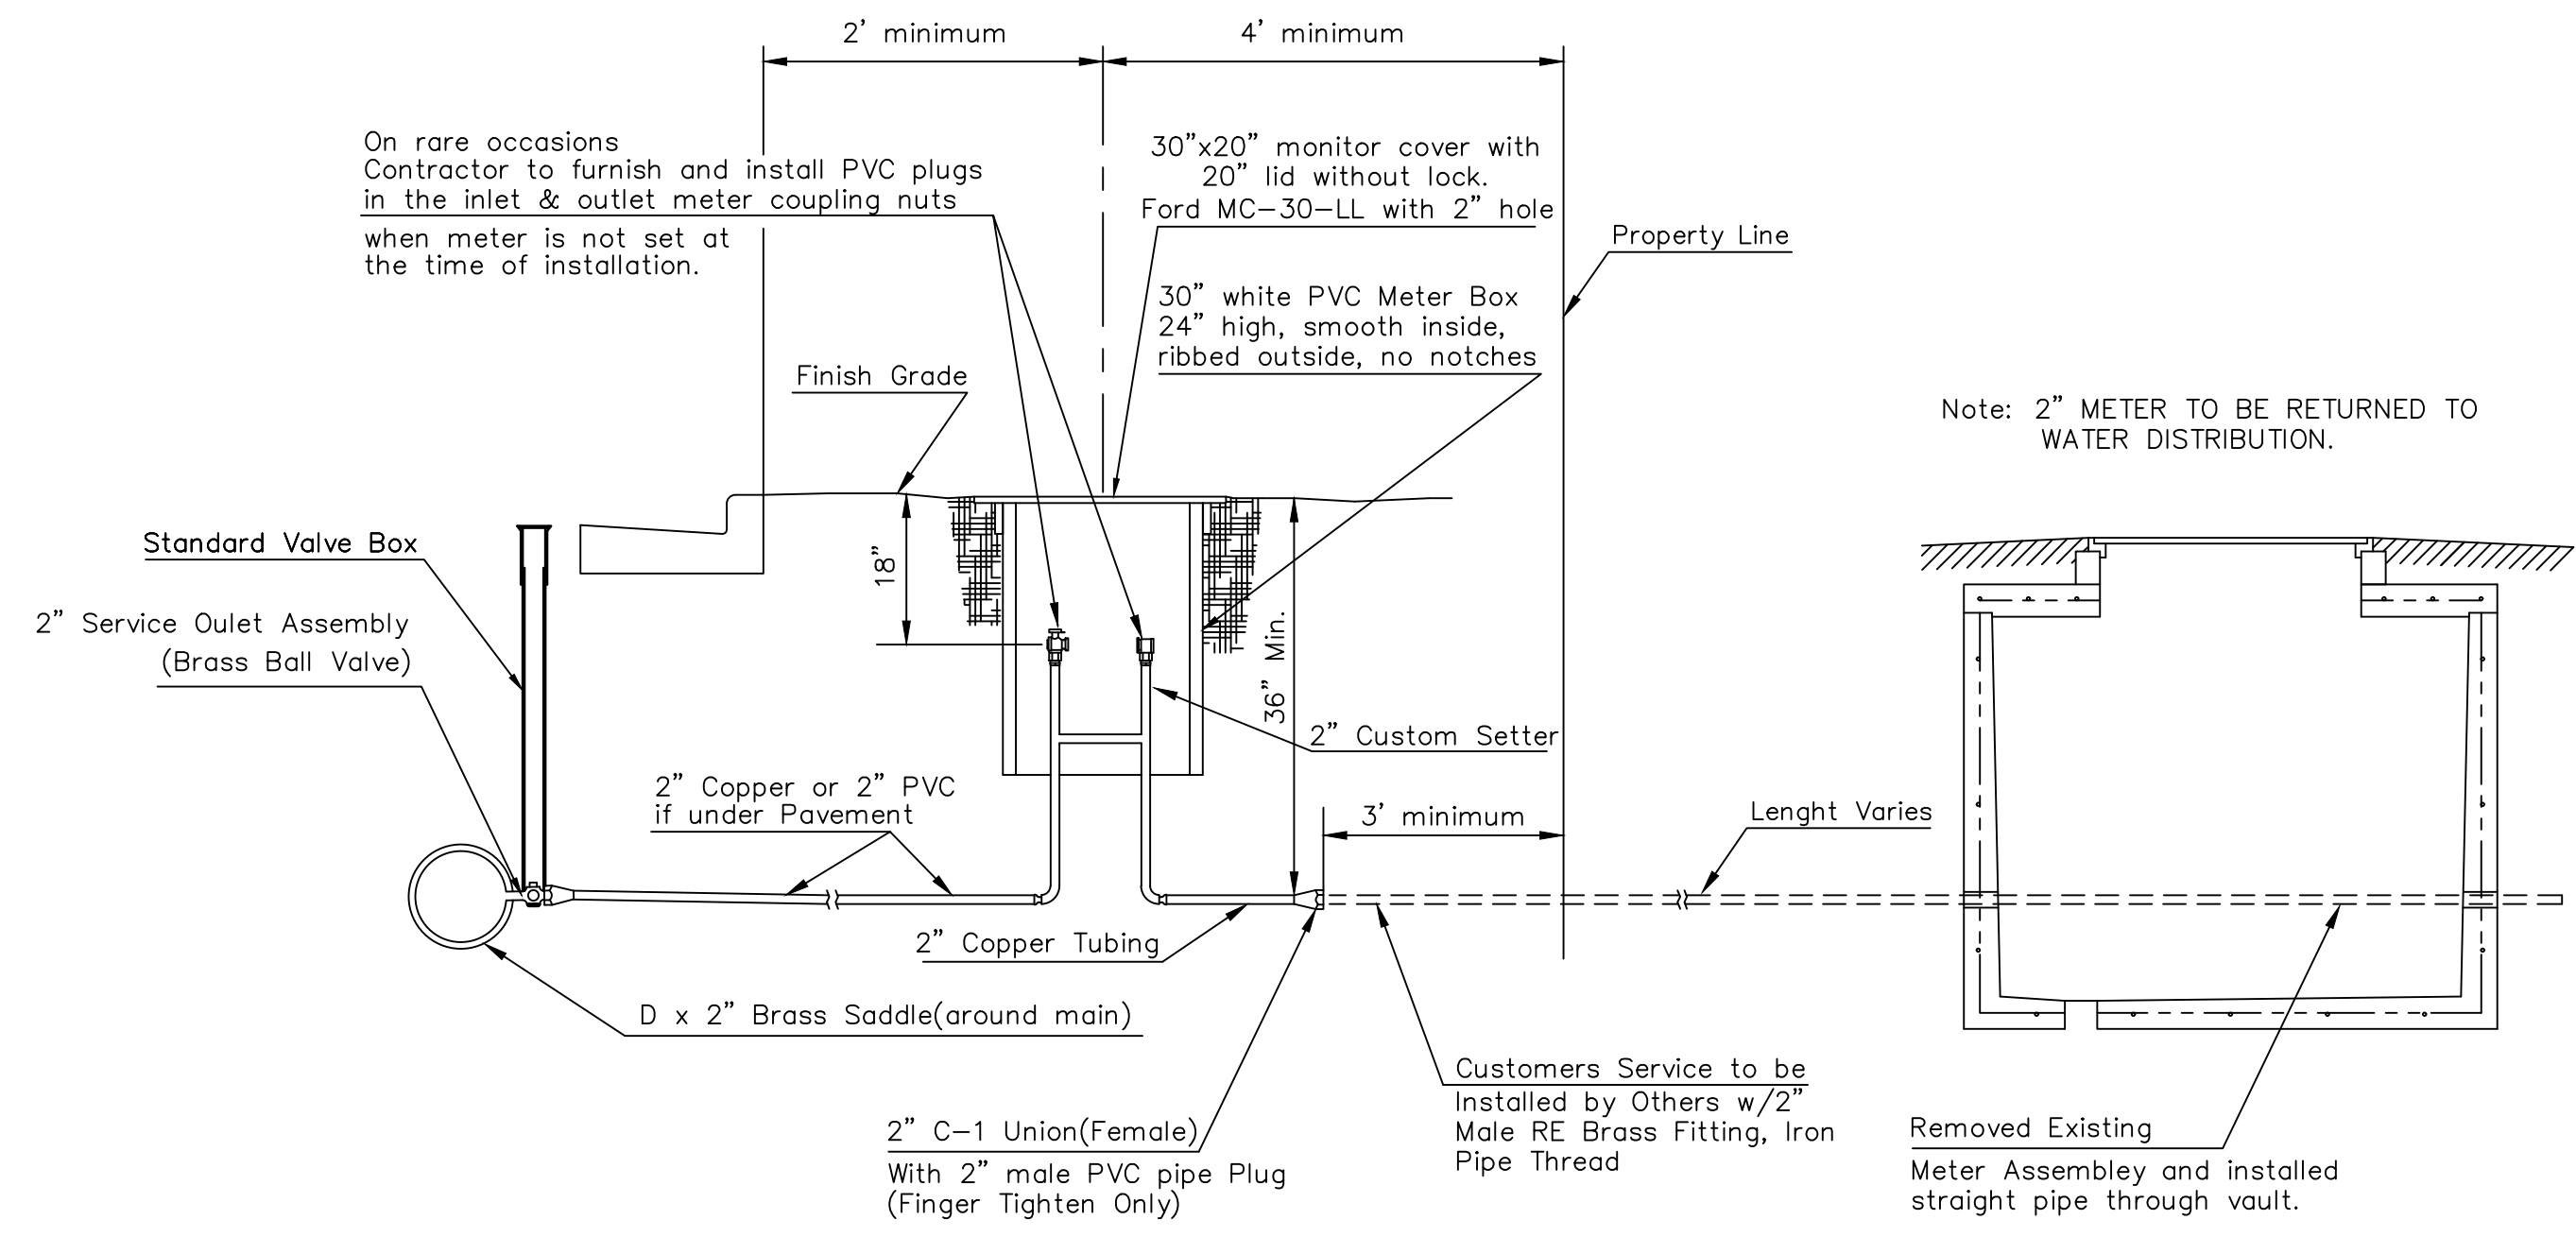 2’ minimum
4’ minimum
On rare occasions
Contractor to furnish and install PVC plugs
in the inlet & outlet meter coupling nuts
when meter is not set at
the time of installation.
30”x20” monitor cover with
20” lid without lock.
Ford MC-30-LL with 2” hole
Property Line
30” white PVC Meter Box
24” high, smooth inside,
ribbed outside, no notches
Finish Grade
Note: 2” METER TO BE RETURNED TO
WATER DISTRIBUTION.
Standard Valve Box
18”
2” Service Oulet Assembly
(Brass Ball Valve)
36” Min.
2” Custom Setter
2” Copper or 2” PVC
if under Pavement
3’ minimum
Lenght Varies
2” Copper Tubing
D x 2” Brass Saddle(around main)
2” C-1 Union(Female)
With 2” male PVC pipe Plug
(Finger Tighten Only)
Customers Service to be
Installed by Others w/2”
Male RE Brass Fitting, Iron
Pipe Thread
Removed Existing
Meter Assembley and installed
straight pipe through vault.